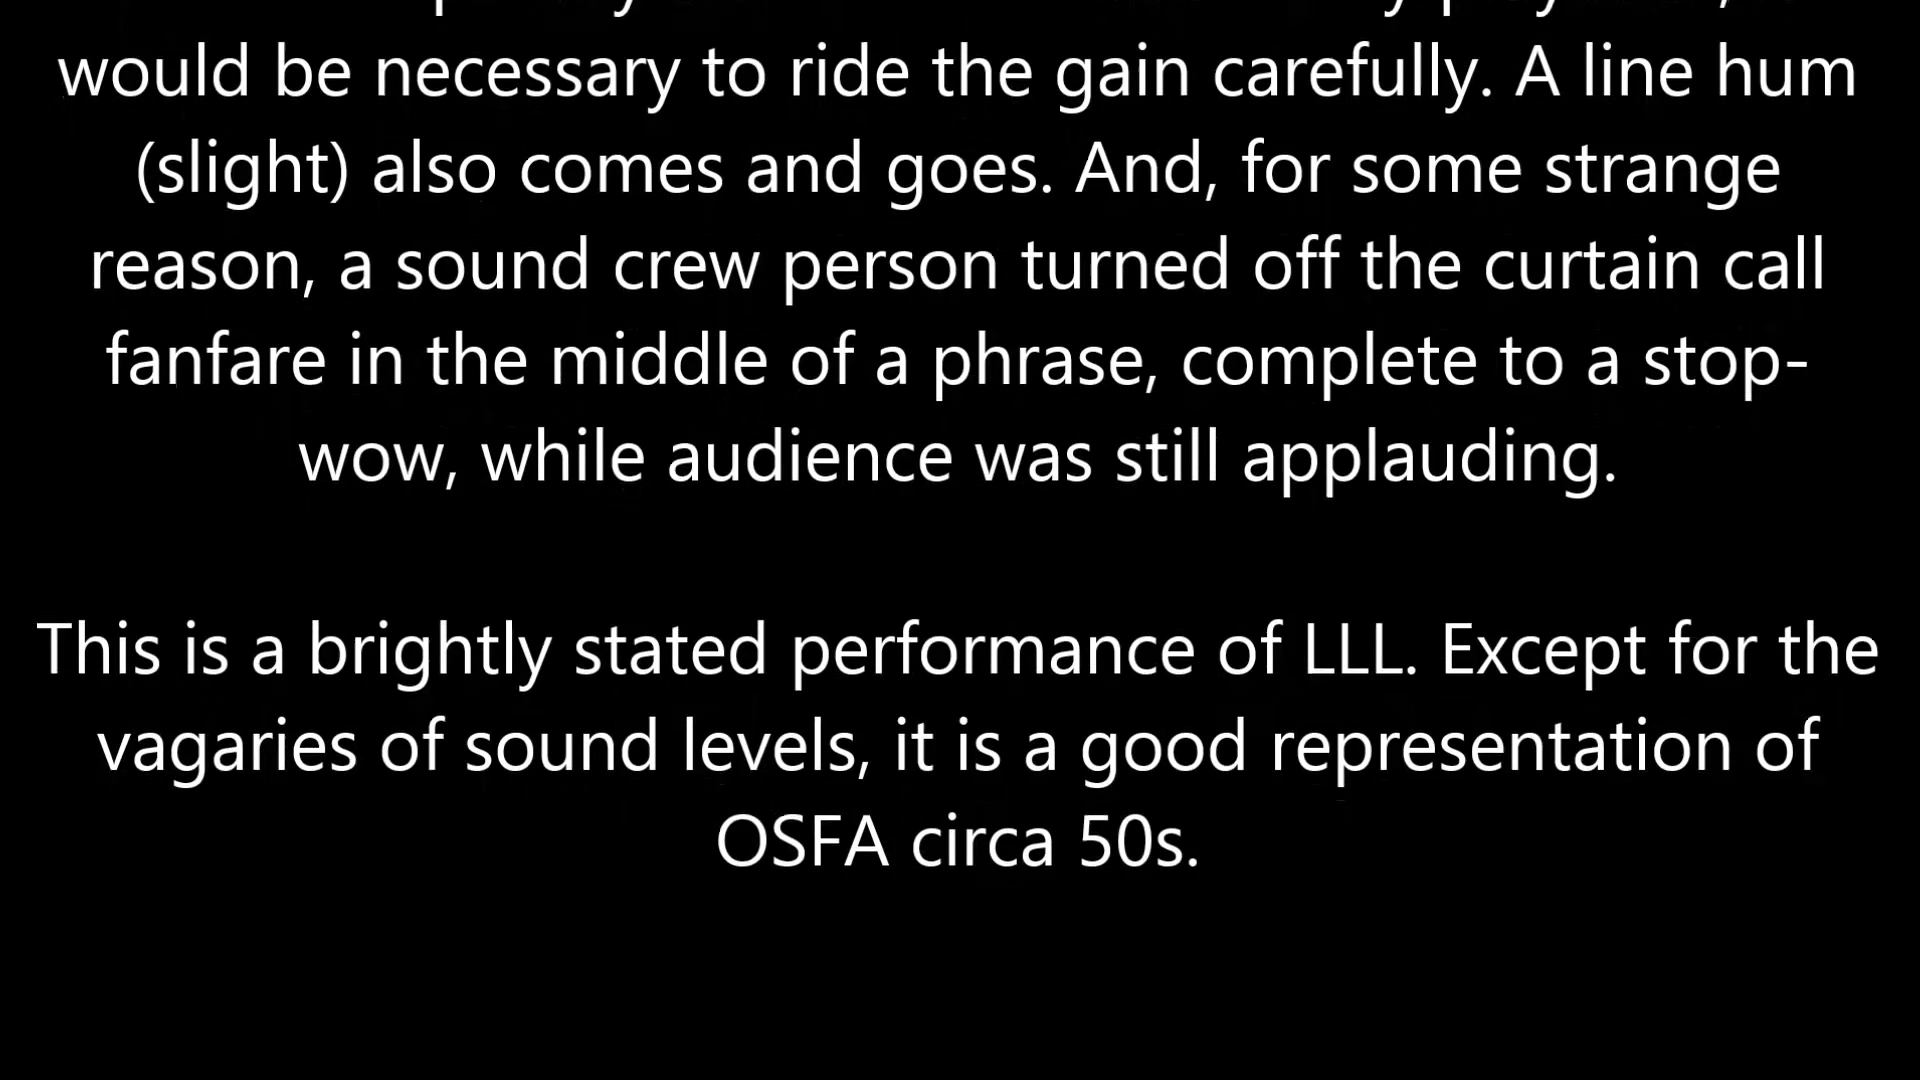 would be necessary to ride the gain carefully. A line hum
(slight) also comes and goes. And, for some strange
reason, a sound crew person turned off the curtain call
fanfare in the middle of a phrase, complete to a stop-
wow, while audience was still applauding.
This is a brightly stated performance of LLL. Except for the
vagaries of sound levels, it is a good representation of
OSFA circa 50s.